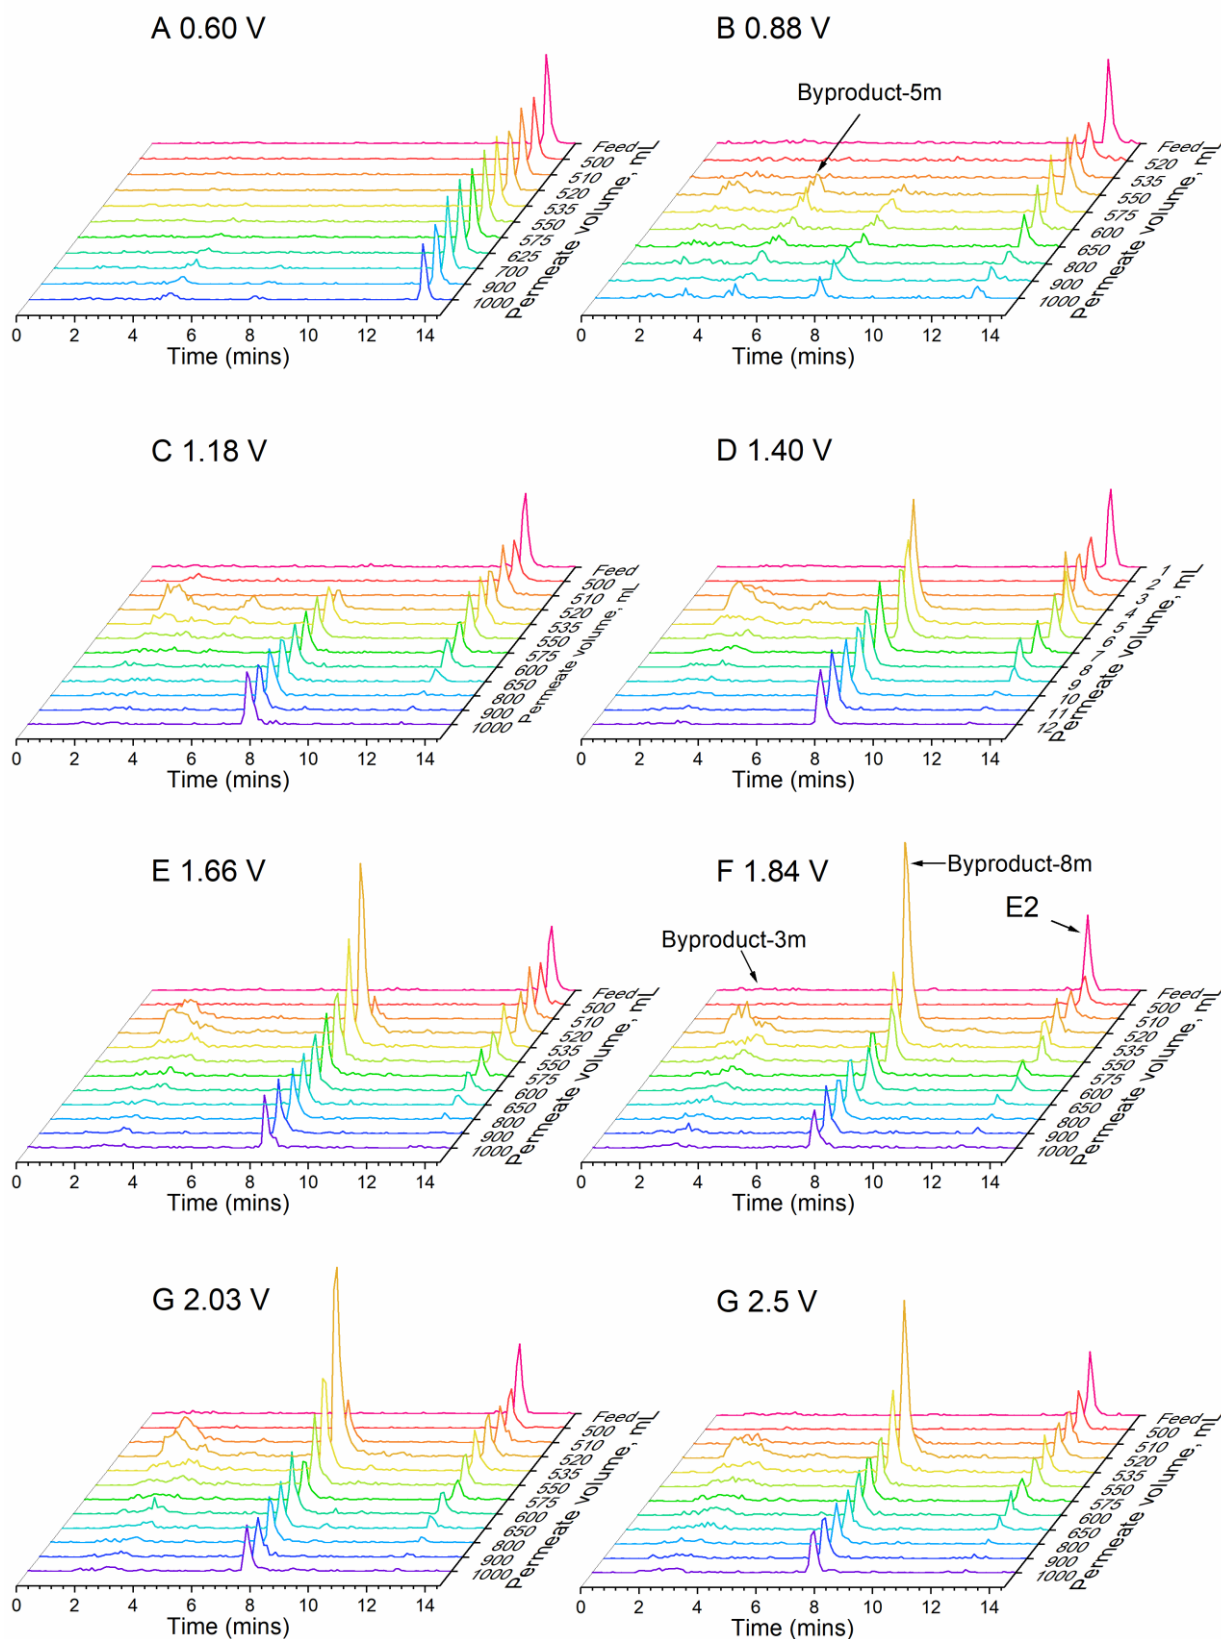 A 0.60 V
Feed
500
510
520
535
550
575
625
700
900
1000
Permeate volume, mL
0 2 4 6 8 10 12 14
Time (mins)
B 0.88 V
Byproduct-5m
Feed
520
535
550
575
600
650
800
900
1000
Permeate volume, mL
0 2 4 6 8 10 12 14
Time (mins)
C 1.18 V
Feed
500
510
520
535
550
575
600
650
800
900
1000
Permeate volume, mL
0 2 4 6 8 10 12 14
Time (mins)
D 1.40 V
1
2
3
4
5
6
7
8
9
10
11
12
Permeate volume, mL
0 2 4 6 8 10 12 14
Time (mins)
E 1.66 V
Feed
500
510
520
535
550
575
600
650
800
900
1000
Permeate volume, mL
0 2 4 6 8 10 12 14
Time (mins)
F 1.84 V
Byproduct-8m
E2
Byproduct-3m
Feed
500
510
520
535
550
575
600
650
800
900
1000
Permeate volume, mL
0 2 4 6 8 10 12 14
Time (mins)
G 2.03 V
Feed
500
510
520
535
550
575
600
650
800
900
1000
Permeate volume, mL
0 2 4 6 8 10 12 14
Time (mins)
G 2.5 V
Feed
500
510
520
535
550
575
600
650
800
900
1000
Permeate volume, mL
0 2 4 6 8 10 12 14
Time (mins)